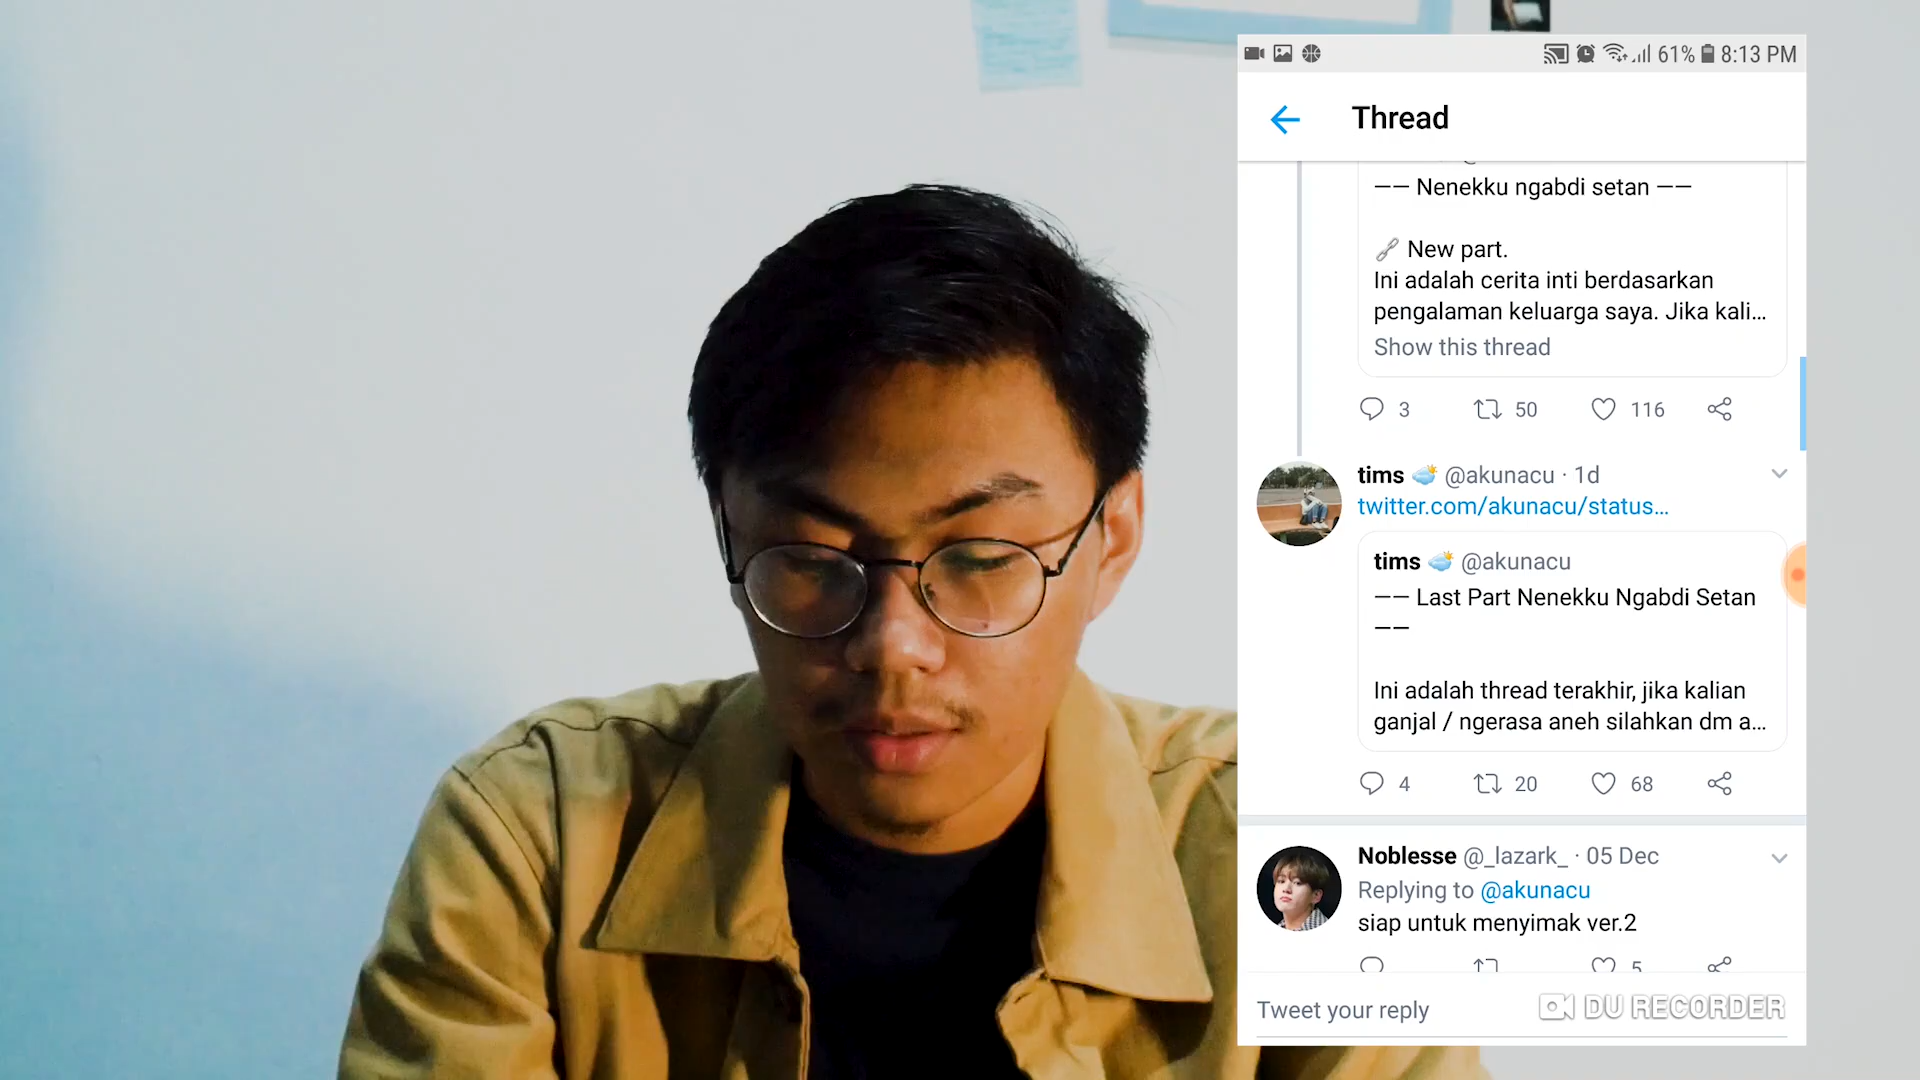 61% 8:13 PM
Thread
—— Nenekku ngabdi setan ——
New part.
Ini adalah cerita inti berdasarkan
pengalaman keluarga saya. Jika kali...
Show this thread
3 50 116
tims @akunacu · 1d
twitter.com/akunacu/status...
tims @akunacu
—— Last Part Nenekku Ngabdi Setan
——
Ini adalah thread terakhir, jika kalian
ganjal / ngerasa aneh silahkan dm a...
4 20 68
Noblesse @_lazark_ · 05 Dec
Replying to @akunacu
siap untuk menyimak ver.2
5
Tweet your reply
DU RECORDER